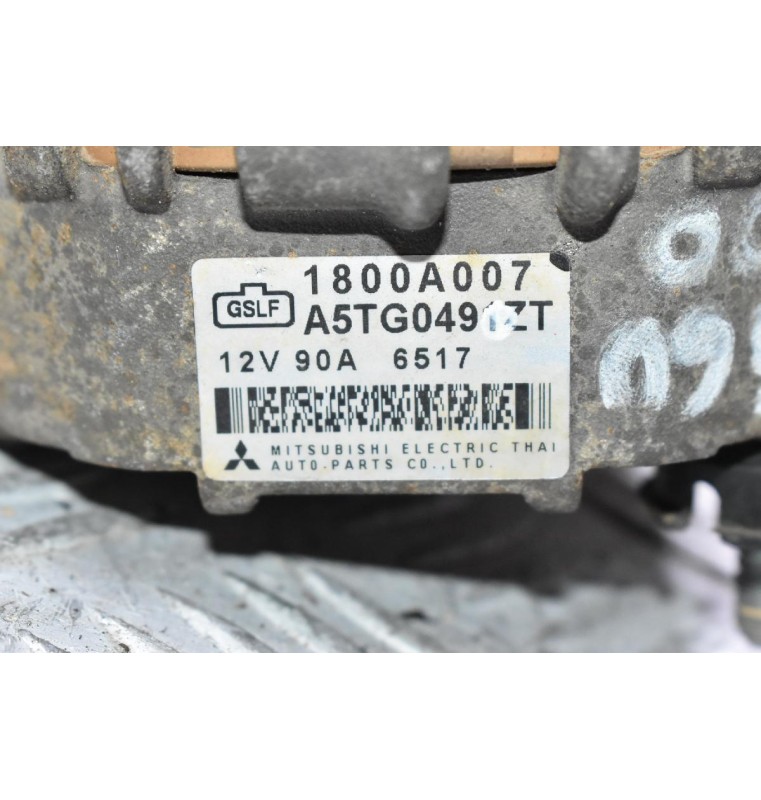 1800A007
GSLF
A5TG0491ZT
12V 90A 6517
MITSUBISHI ELECTRIC THAI
AUTO-PARTS CO.,LTD.